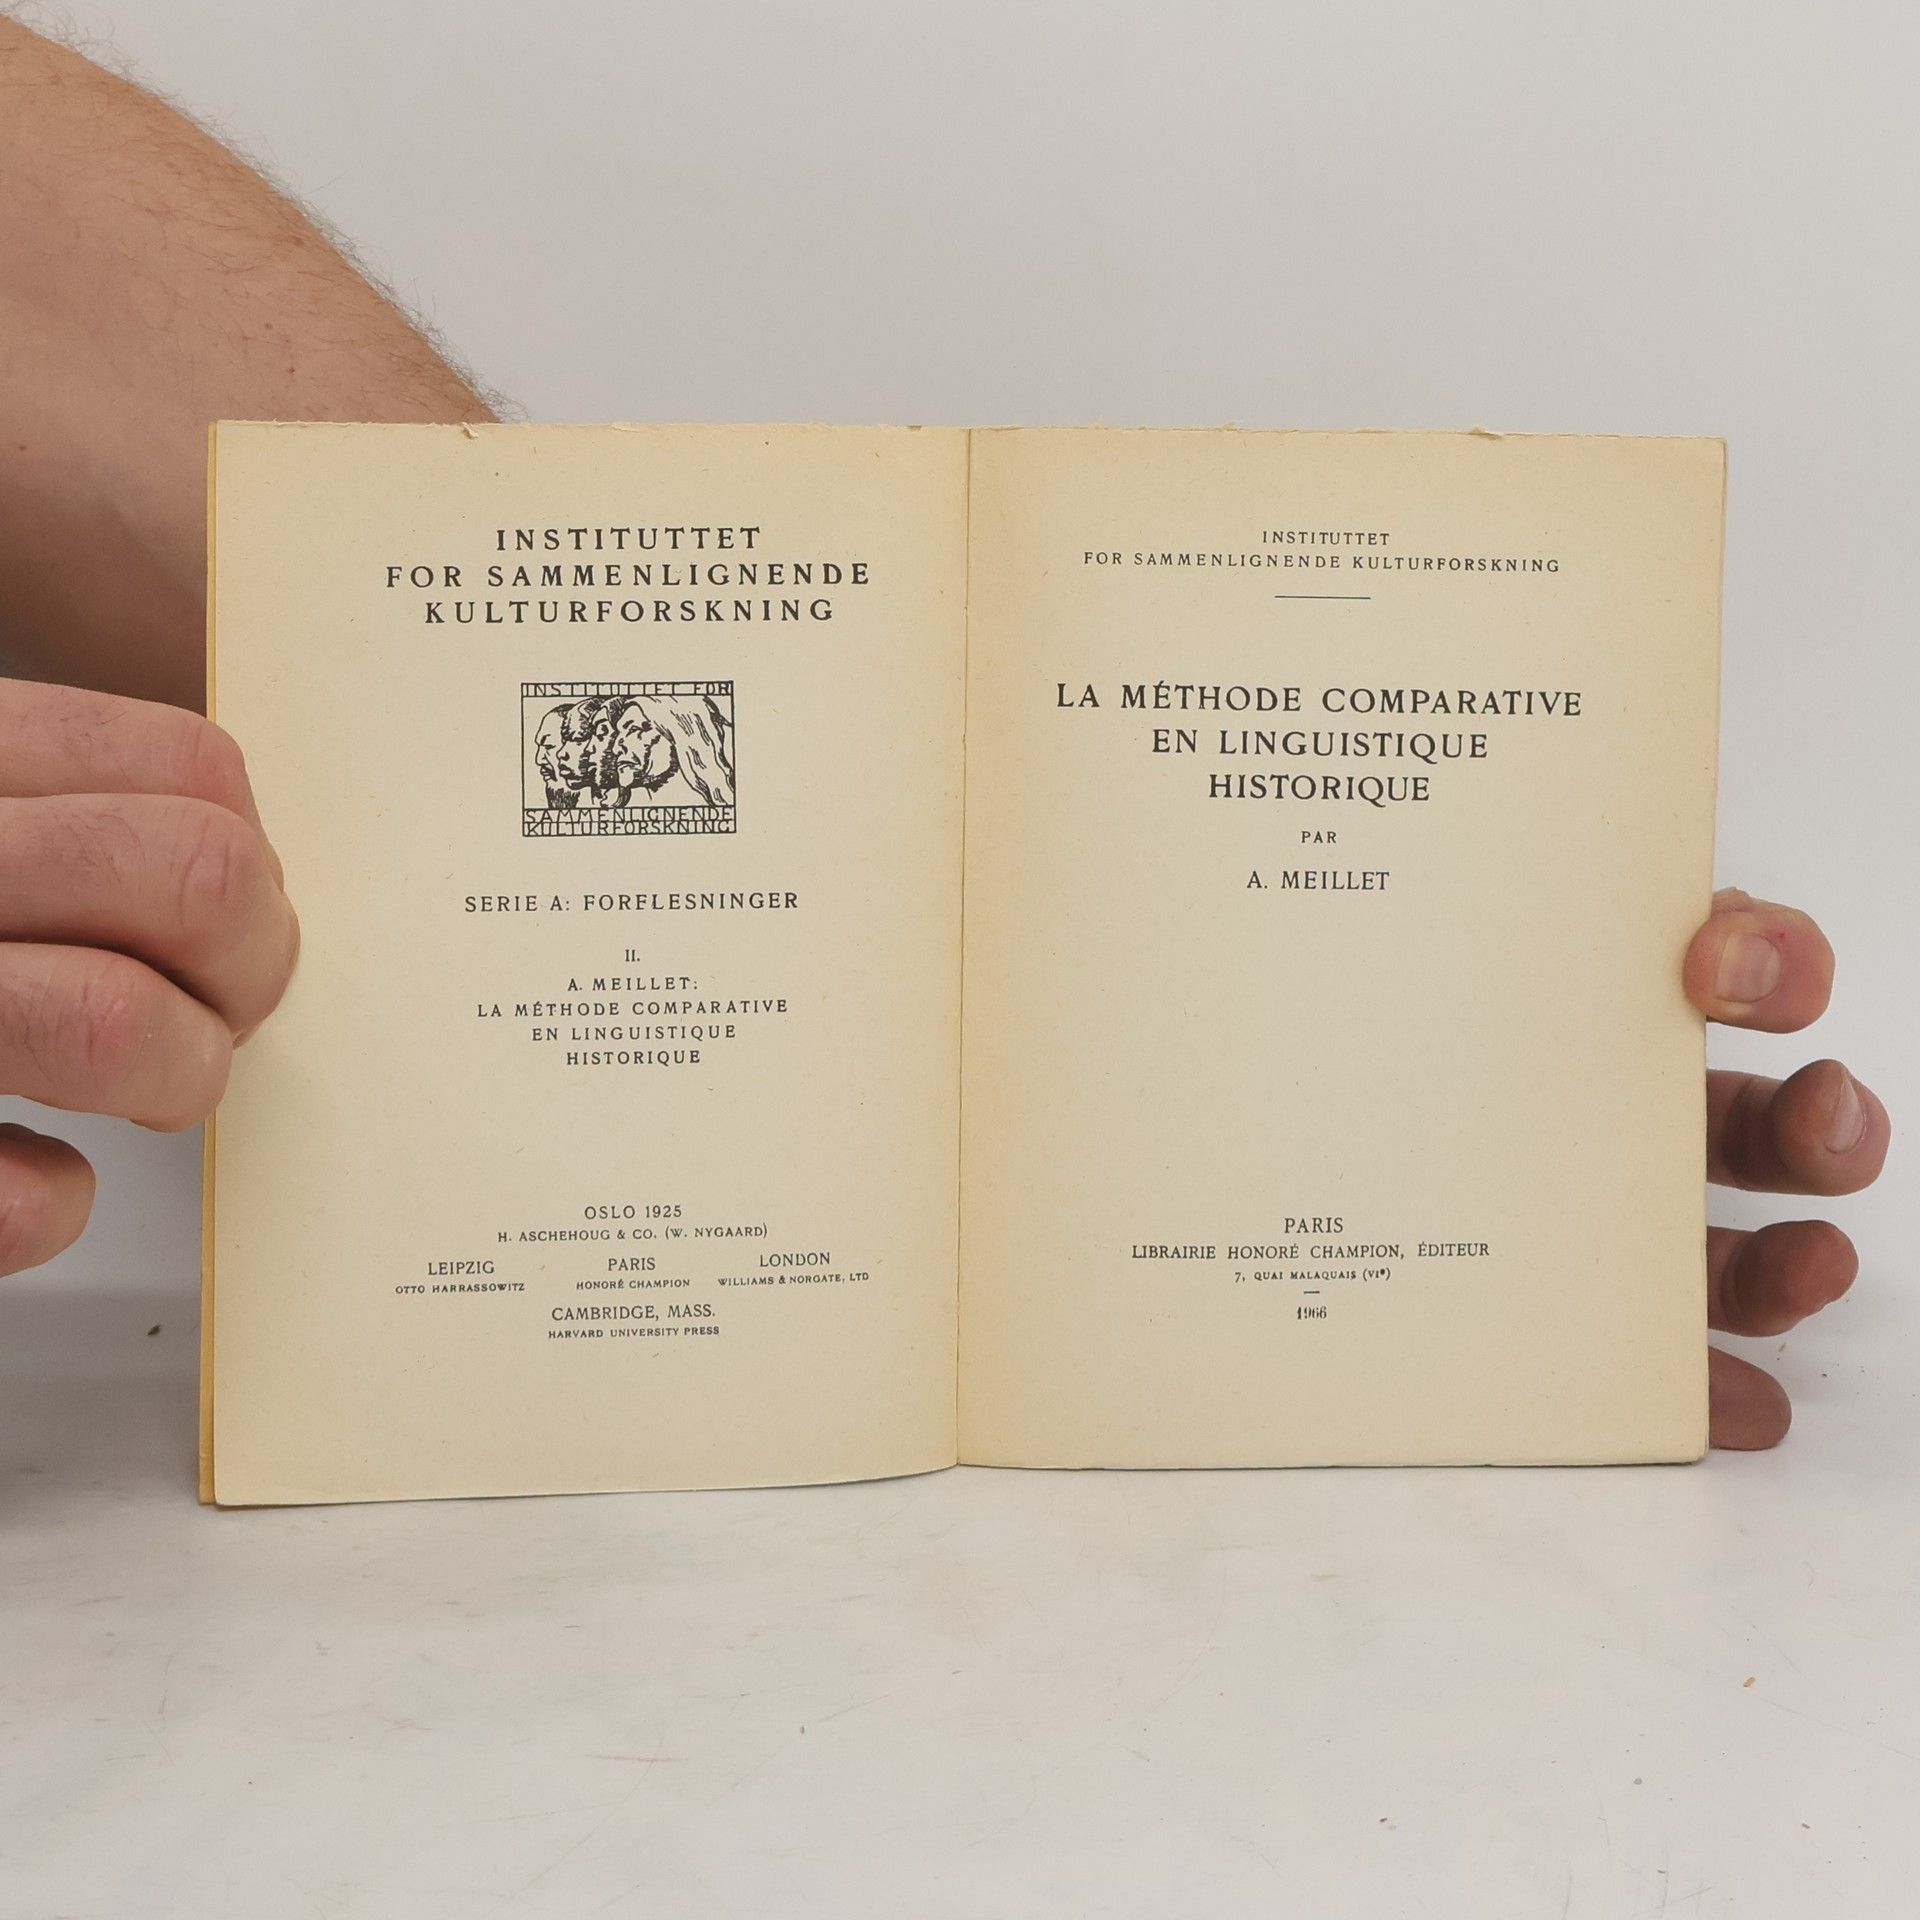 INSTITUTTET
FOR SAMMENLIGNENDE
KULTURFORSKNING
INSTITUTTET FOR
SAMMENLIGNENDE
KULTURFORSKNING
SERIE A: FORELESNINGER
II.
A. MEILLET:
LA MÉTHODE COMPARATIVE
EN LINGUISTIQUE
HISTORIQUE
OSLO 1925
H. ASCHEHOUG & CO. (W. NYGAARD)
LEIPZIG PARIS LONDON
OTTO HARRASSOWITZ HONORÉ CHAMPION WILLIAMS & NORGATE, LTD
CAMBRIDGE, MASS.
HARVARD UNIVERSITY PRESS
INSTITUTTET
FOR SAMMENLIGNENDE KULTURFORSKNING
LA MÉTHODE COMPARATIVE
EN LINGUISTIQUE
HISTORIQUE
PAR
A. MEILLET
PARIS
LIBRAIRIE HONORÉ CHAMPION, ÉDITEUR
7, QUAI MALAQUAIS (VIe)
1966